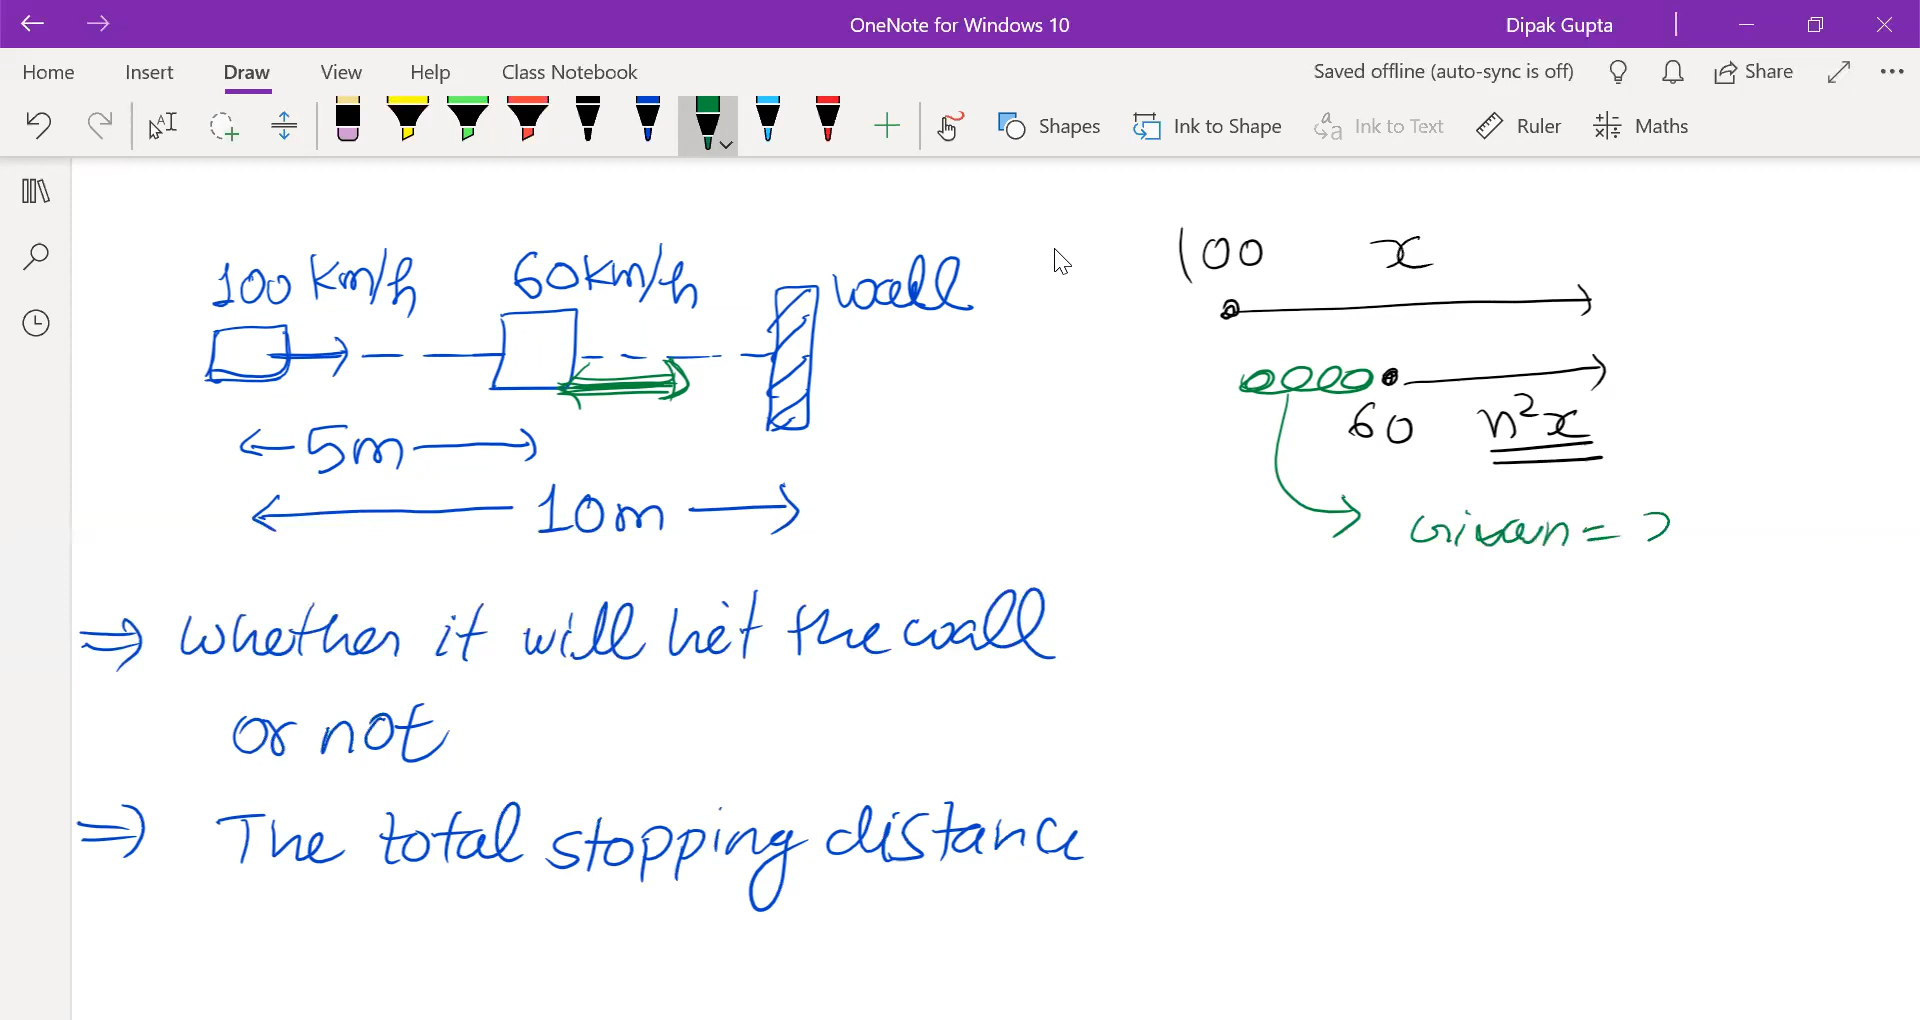 OneNote for Windows 10
Dipak Gupta
Home Insert Draw View Help Class Notebook
Saved offline (auto-sync is off) Share
Shapes Ink to Shape Ink to Text Ruler Maths
100 Km/h 60Km/h wall
5m
10m
100 x
60 n²x
=
⇒ Whether it will hit the wall
or not
⇒ The total stopping distance